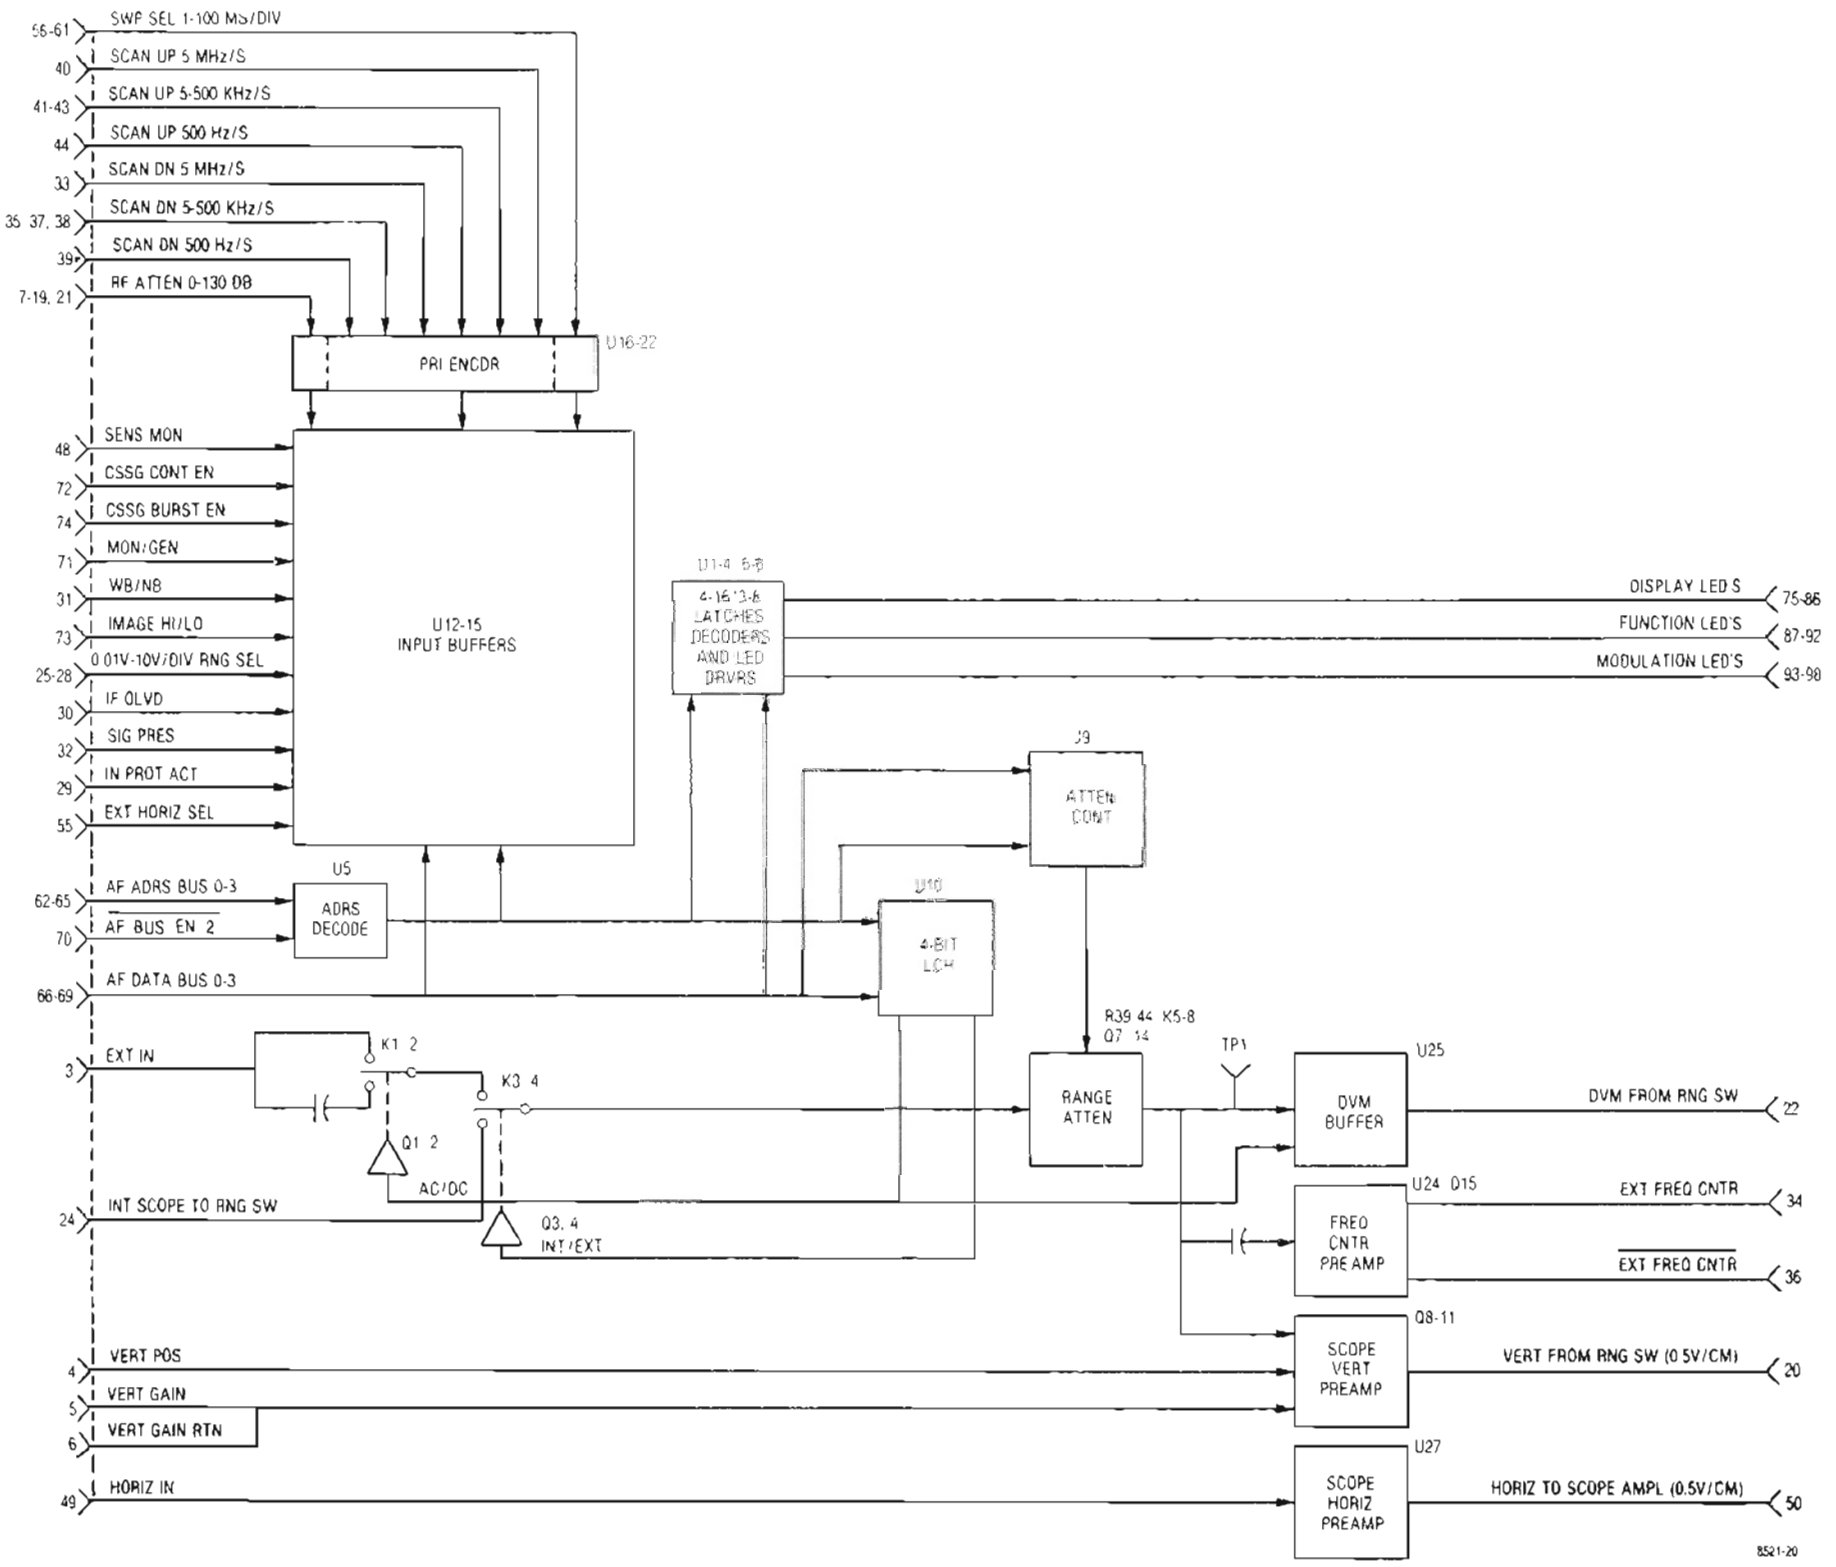 SWP SEL 1-100 MS/DIV
56-61
SCAN UP 5 MHz/S
40
SCAN UP 5-500 KHz/S
41-43
SCAN UP 500 Hz/S
44
SCAN DN 5 MHz/S
33
SCAN DN 5-500 KHz/S
35 37, 38
SCAN DN 500 Hz/S
39
RF ATTEN 0-130 DB
7-19, 21
PRI ENCDR
U16-22
SENS MON
48
CSSG CONT EN
72
CSSG BURST EN
74
MON/GEN
71
WB/NB
31
IMAGE HI/LO
73
0.01V-10V/DIV RNG SEL
25-28
IF OLVD
30
SIG PRES
32
IN PROT ACT
29
EXT HORIZ SEL
55
U12-15
INPUT BUFFERS
U1-4 6-8
4-16/3-8
LATCHES
DECODERS
AND LED
DRVRS
DISPLAY LED'S
75-86
FUNCTION LED'S
87-92
MODULATION LED'S
93-98
U9
ATTEN
CONT
U5
ADRS
DECODE
AF ADRS BUS 0-3
62-65
AF BUS EN 2
70
AF DATA BUS 0-3
66-69
U10
4-BIT
LCH
EXT IN
3
K1 2
K3 4
Q1 2
AC/DC
INT SCOPE TO RNG SW
24
Q3, 4
INT/EXT
R39 44 K5-8
Q7 14
RANGE
ATTEN
TP1
U25
DVM
BUFFER
DVM FROM RNG SW
22
U24 Q15
FREQ
CNTR
PREAMP
EXT FREQ CNTR
34
EXT FREQ CNTR
36
Q8-11
SCOPE
VERT
PREAMP
VERT FROM RNG SW (0 5V/CM)
20
VERT POS
4
VERT GAIN
5
VERT GAIN RTN
6
U27
SCOPE
HORIZ
PREAMP
HORIZ IN
49
HORIZ TO SCOPE AMPL (0.5V/CM)
50
8521-20